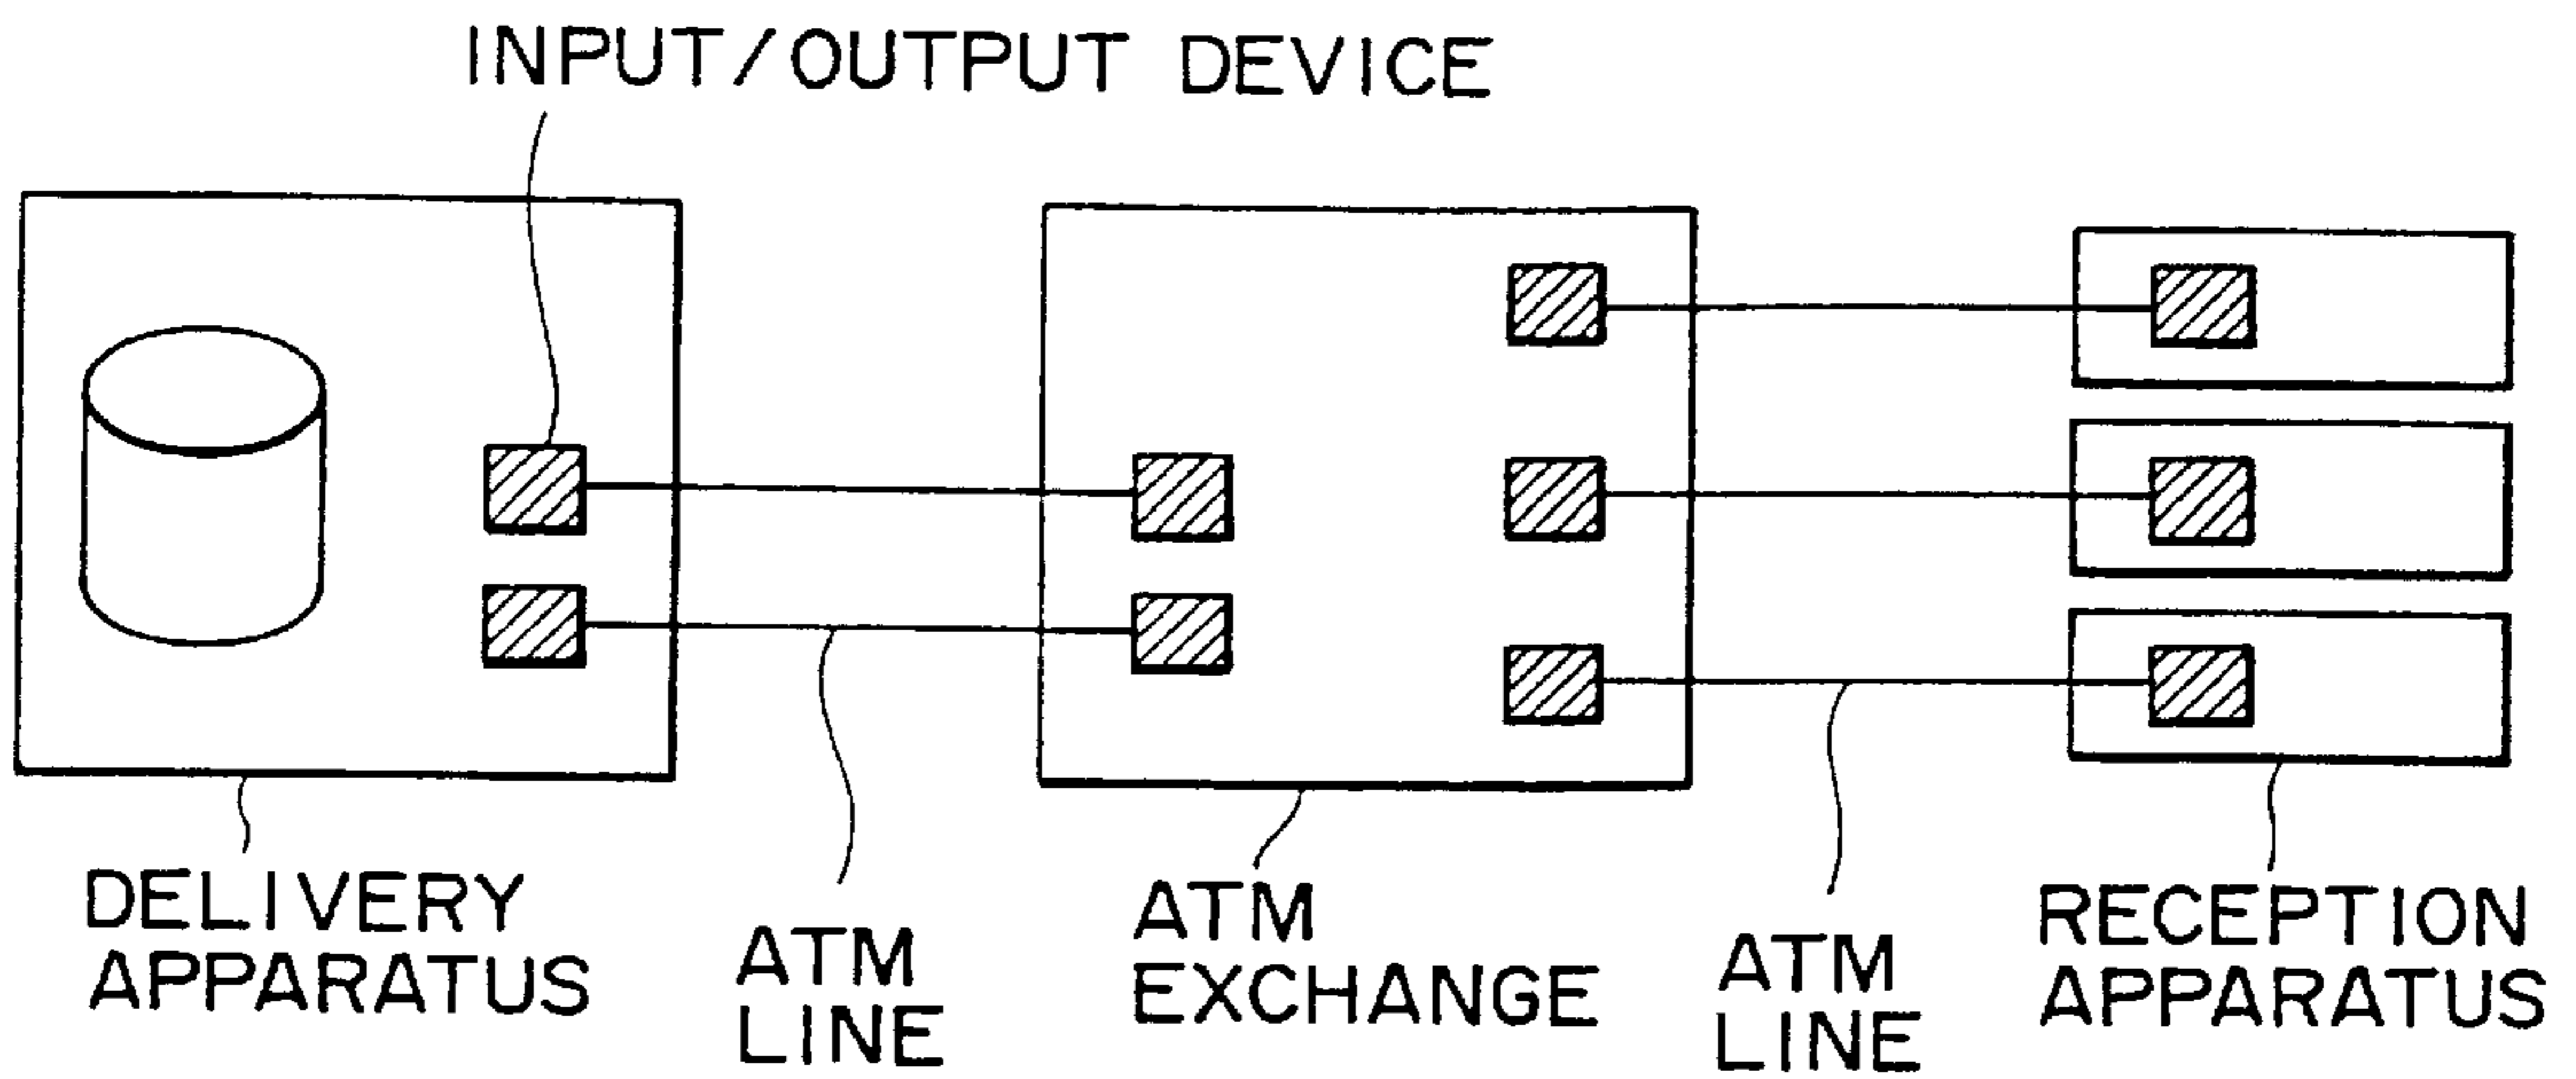 INPUT/OUTPUT DEVICE
DELIVERY
APPARATUS
ATM
LINE
ATM
EXCHANGE
ATM
LINE
RECEPTION
APPARATUS